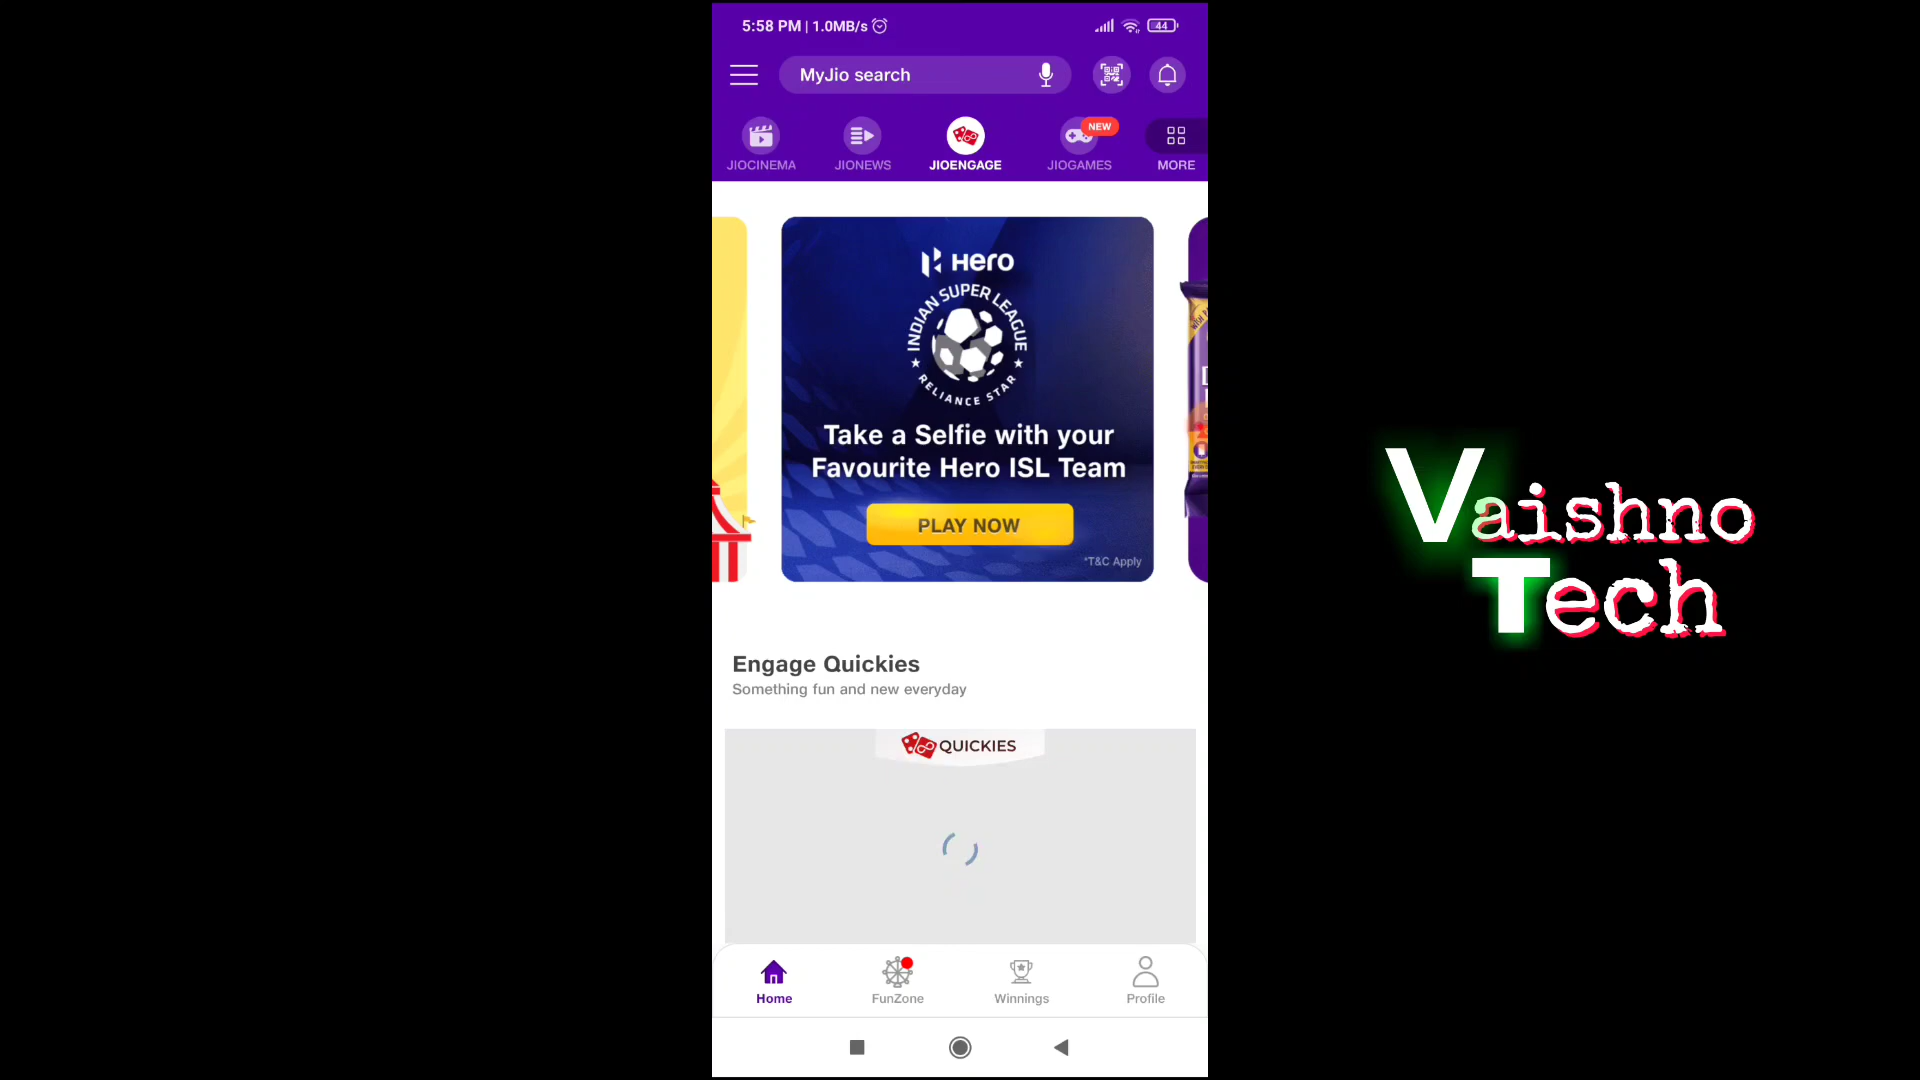 5:58 PM | 1.0MB/s
44
MyJio search
NEW
JIOCINEMA JIONEWS JIOENGAGE JIOGAMES MORE
Hero
INDIAN SUPER LEAGUE
RELIANCE STAR
Take a Selfie with your
Favourite Hero ISL Team
PLAY NOW
*T&C Apply
Engage Quickies
Something fun and new everyday
QUICKIES
Home FunZone Winnings Profile
Vaishno
Tech